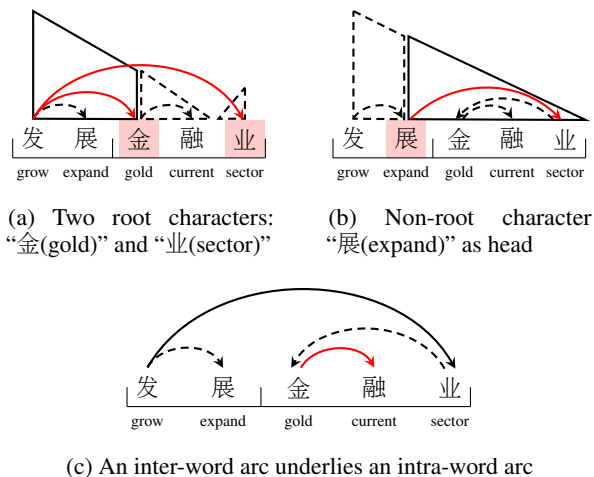 发 展 金 融 业
grow expand gold current sector
(a) Two root characters:
“金(gold)” and “业(sector)”
发 展 金 融 业
grow expand gold current sector
(b) Non-root character
“展(expand)” as head
发 展 金 融 业
grow expand gold current sector
(c) An inter-word arc underlies an intra-word arc